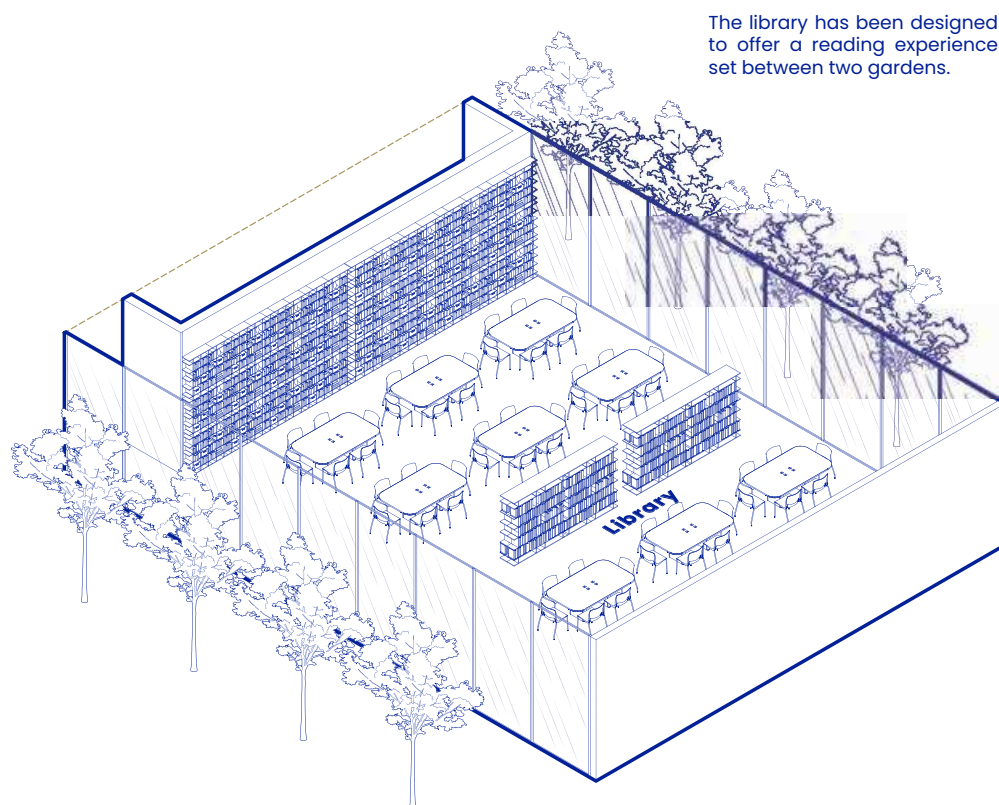 The library has been designed
to offer a reading experience
set between two gardens.
Library